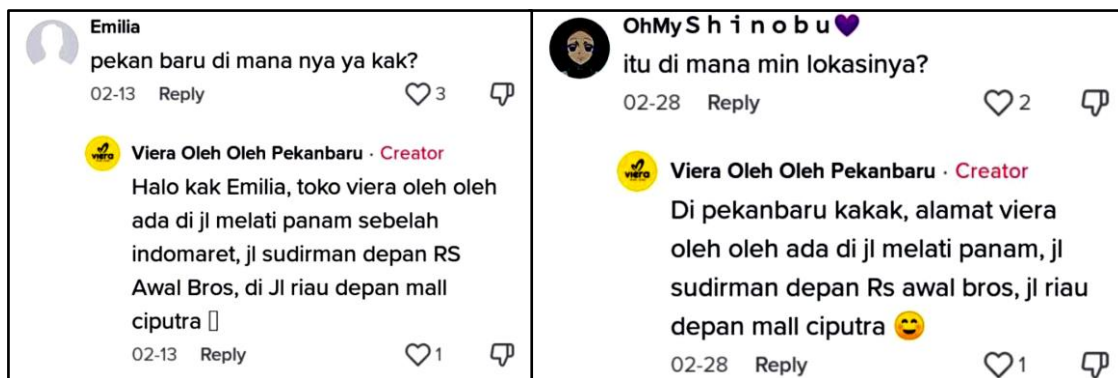 Emilia
pekan baru di mana nya ya kak?
02-13 Reply 3
viera
Viera Oleh Oleh Pekanbaru · Creator
Halo kak Emilia, toko viera oleh oleh
ada di jl melati panam sebelah
indomaret, jl sudirman depan RS
Awal Bros, di Jl riau depan mall
ciputra ▯
02-13 Reply 1
OhMy S h i n o b u 💜
itu di mana min lokasinya?
02-28 Reply 2
viera
Viera Oleh Oleh Pekanbaru · Creator
Di pekanbaru kakak, alamat viera
oleh oleh ada di jl melati panam, jl
sudirman depan Rs awal bros, jl riau
depan mall ciputra 😊
02-28 Reply 1